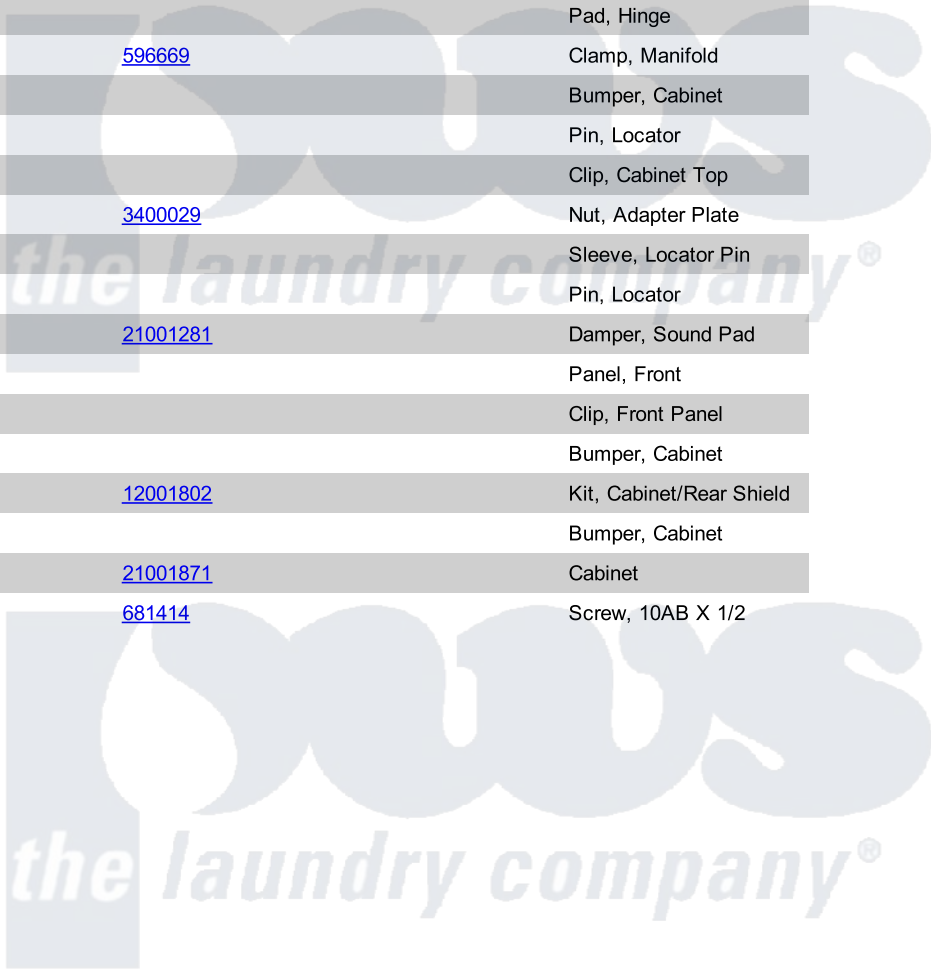 Pad, Hinge
596669 Clamp, Manifold
Bumper, Cabinet
Pin, Locator
Clip, Cabinet Top
3400029 Nut, Adapter Plate
Sleeve, Locator Pin
the laundry company®
Pin, Locator
21001281 Damper, Sound Pad
Panel, Front
Clip, Front Panel
Bumper, Cabinet
12001802 Kit, Cabinet/Rear Shield
Bumper, Cabinet
21001871 Cabinet
681414 Screw, 10AB X 1/2
pws
the laundry company®